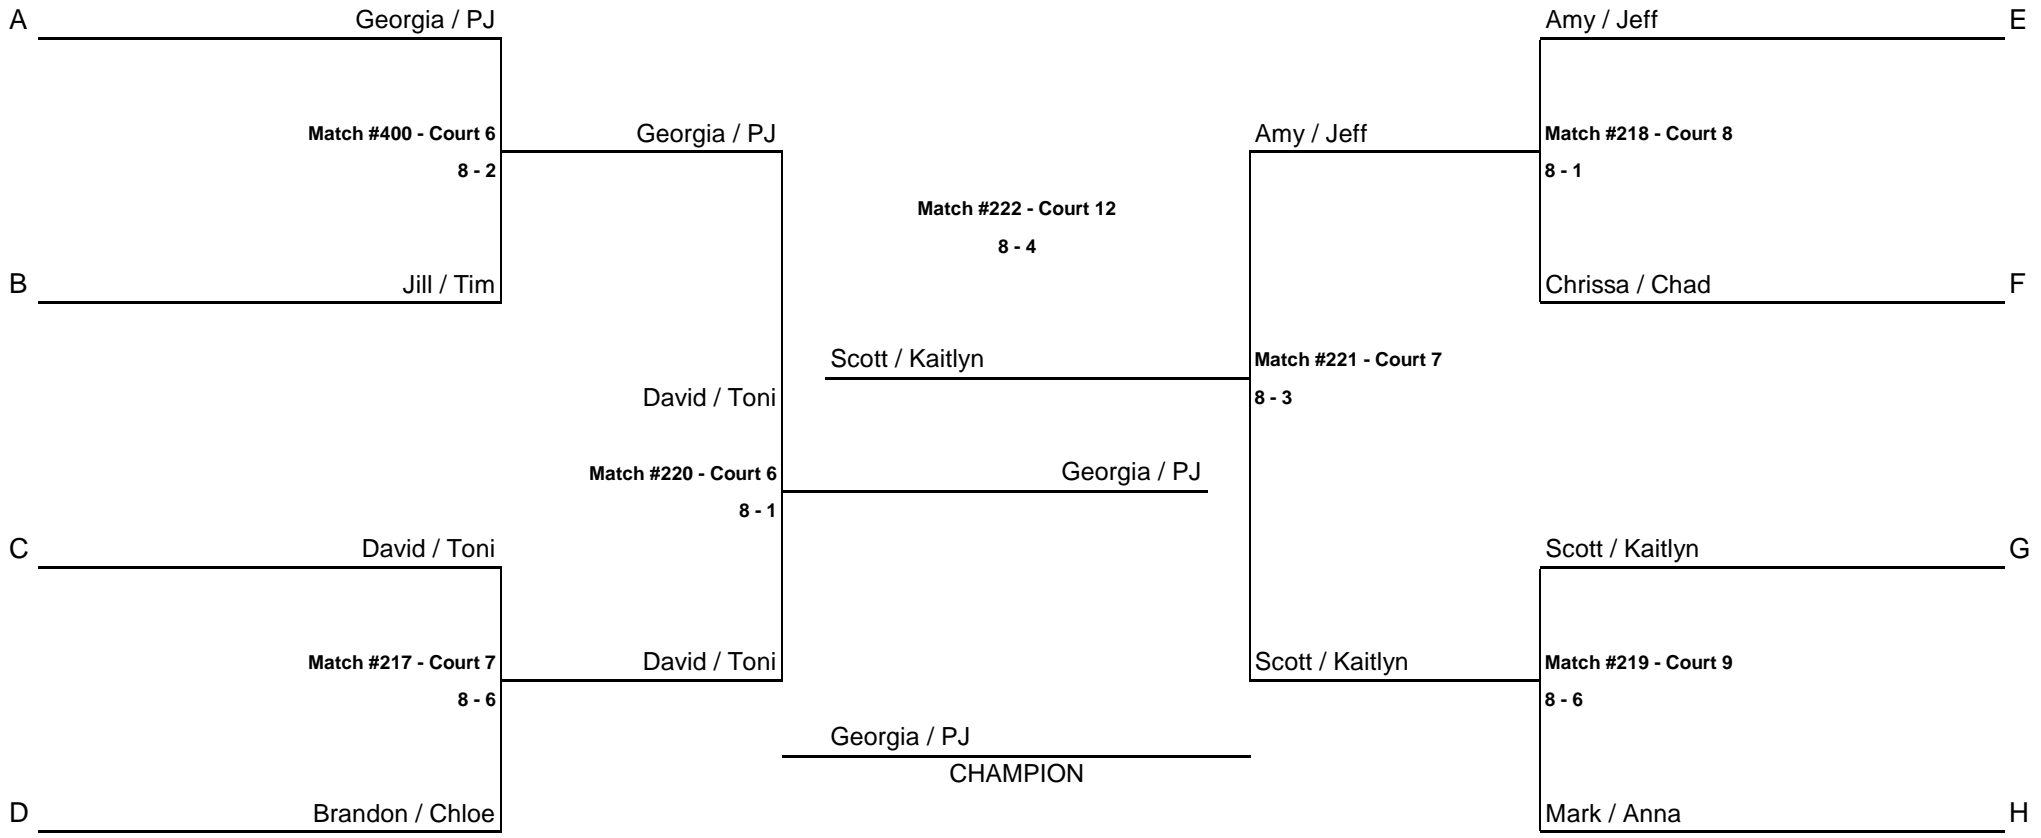 A
Georgia / PJ
Amy / Jeff
E
Match #400 - Court 6
Georgia / PJ
Amy / Jeff
Match #218 - Court 8
8 - 2
8 - 1
Match #222 - Court 12
8 - 4
B
Jill / Tim
Chrissa / Chad
F
Scott / Kaitlyn
Match #221 - Court 7
David / Toni
8 - 3
Match #220 - Court 6
Georgia / PJ
8 - 1
C
David / Toni
Scott / Kaitlyn
G
Match #217 - Court 7
David / Toni
Scott / Kaitlyn
Match #219 - Court 9
8 - 6
8 - 6
Georgia / PJ
CHAMPION
D
Brandon / Chloe
Mark / Anna
H